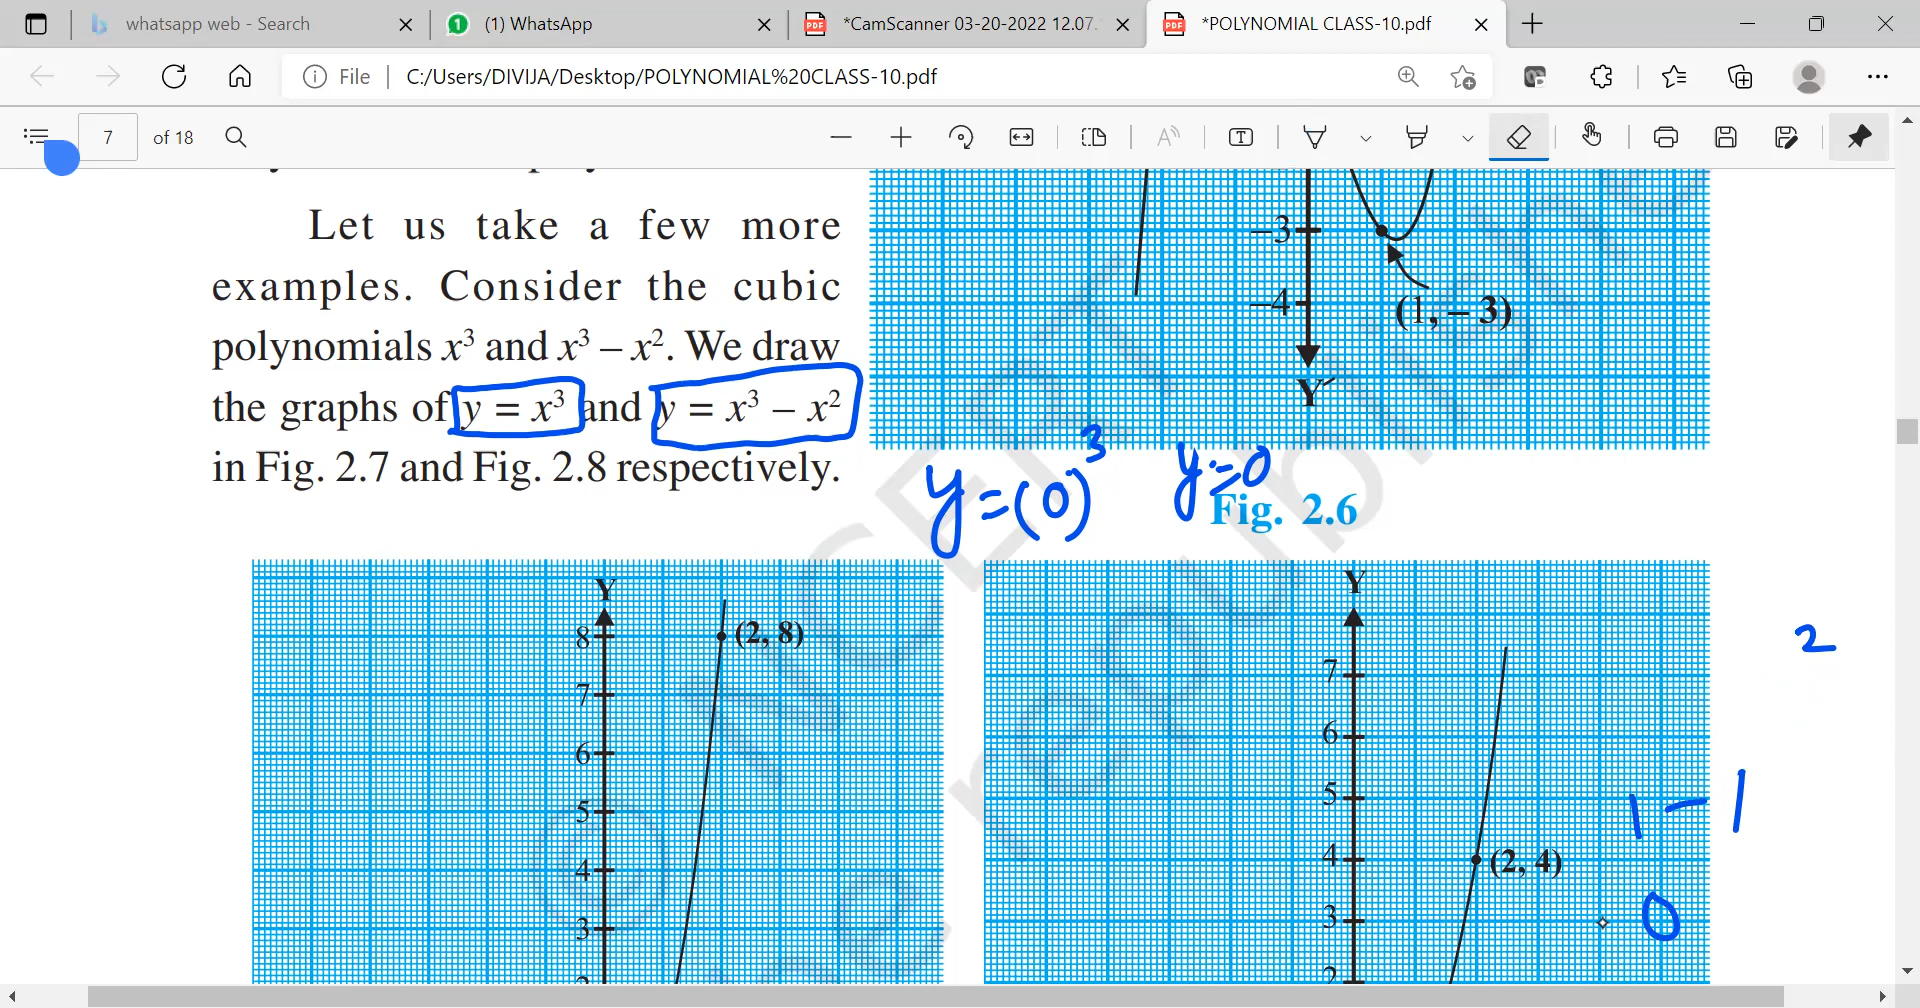 whatsapp web - Search
(1) WhatsApp
*CamScanner 03-20-2022 12.07.
*POLYNOMIAL CLASS-10.pdf
File
C:/Users/DIVIJA/Desktop/POLYNOMIAL%20CLASS-10.pdf
7 of 18
Let us take a few more
examples. Consider the cubic
polynomials x³ and x³ – x². We draw
the graphs of y = x³ and y = x³ – x²
in Fig. 2.7 and Fig. 2.8 respectively.
–3
–4
(1, – 3)
Y´
y = (0)³ y = 0
Fig. 2.6
Y
8
(2, 8)
7
6
5
4
3
Y
7
6
5
4
(2, 4)
3
2
2
1 – 1
0